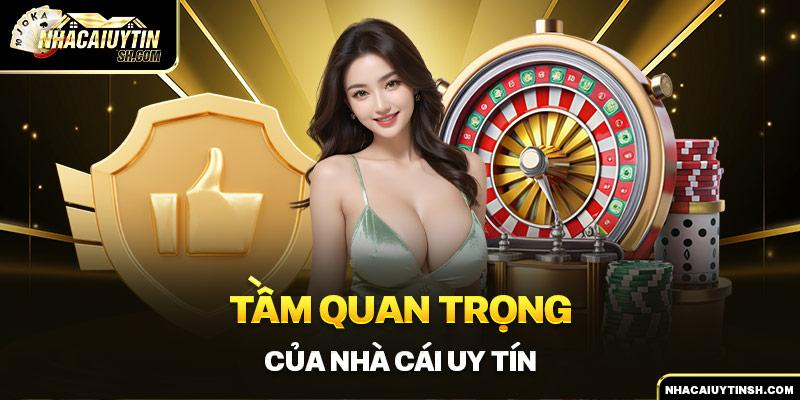 NHACAIUYTIN
SH.COM
TẦM QUAN TRỌNG
CỦA NHÀ CÁI UY TÍN
NHACAIUYTINSH.COM